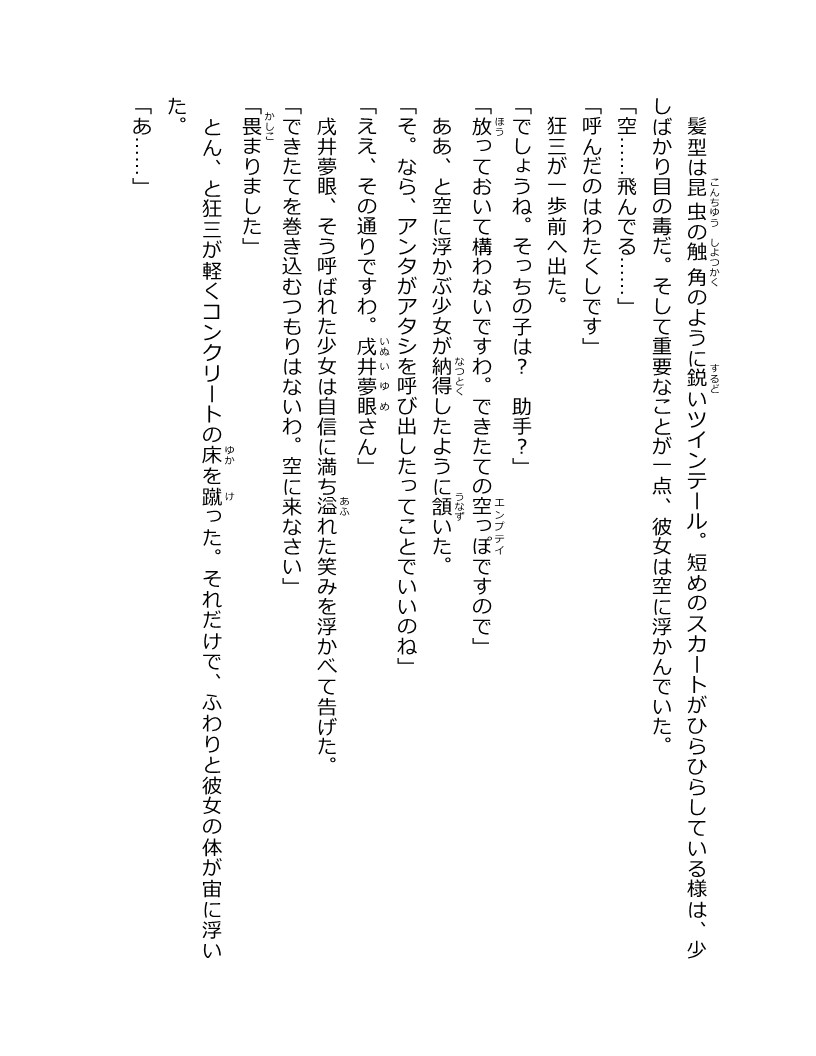 髪型は昆虫の触角のように鋭いツインテール。短めのスカートがひらひらしている様は、少
しばかり目の毒だ。そして重要なことが一点、彼女は空に浮かんでいた。
「空……飛んでる……」
「呼んだのはわたくしです」
狂三が一歩前へ出た。
「でしょうね。そっちの子は？　助手？」
「放っておいて構わないですわ。できたての空っぽですので」
ああ、と空に浮かぶ少女が納得したように頷いた。
「そ。なら、アンタがアタシを呼び出したってことでいいのね」
「ええ、その通りですわ。戌井夢眼さん」
戌井夢眼、そう呼ばれた少女は自信に満ち溢れた笑みを浮かべて告げた。
「できたてを巻き込むつもりはないわ。空に来なさい」
「畏まりました」
とん、と狂三が軽くコンクリートの床を蹴った。それだけで、ふわりと彼女の体が宙に浮い
た。
「あ……」